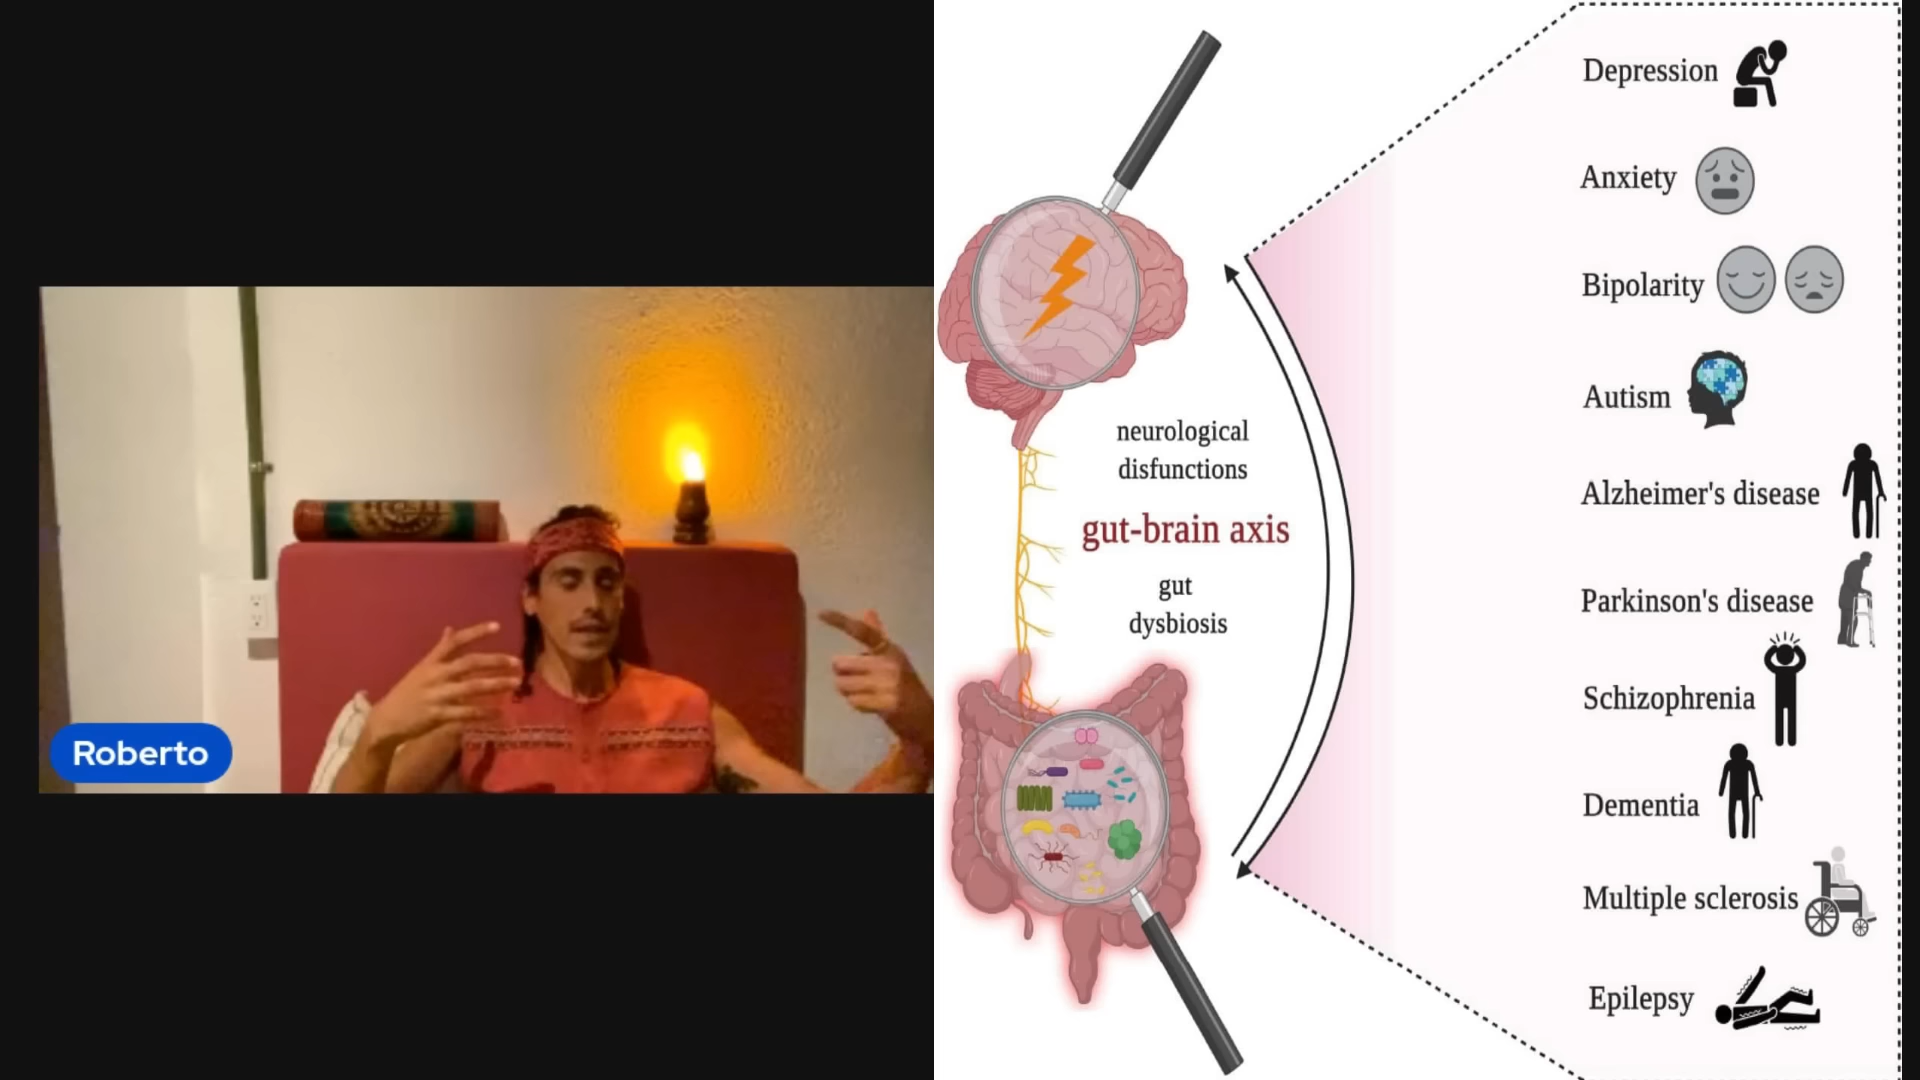 Roberto
neurological
disfunctions
gut-brain axis
gut
dysbiosis
Depression
Anxiety
Bipolarity
Autism
Alzheimer's disease
Parkinson's disease
Schizophrenia
Dementia
Multiple sclerosis
Epilepsy